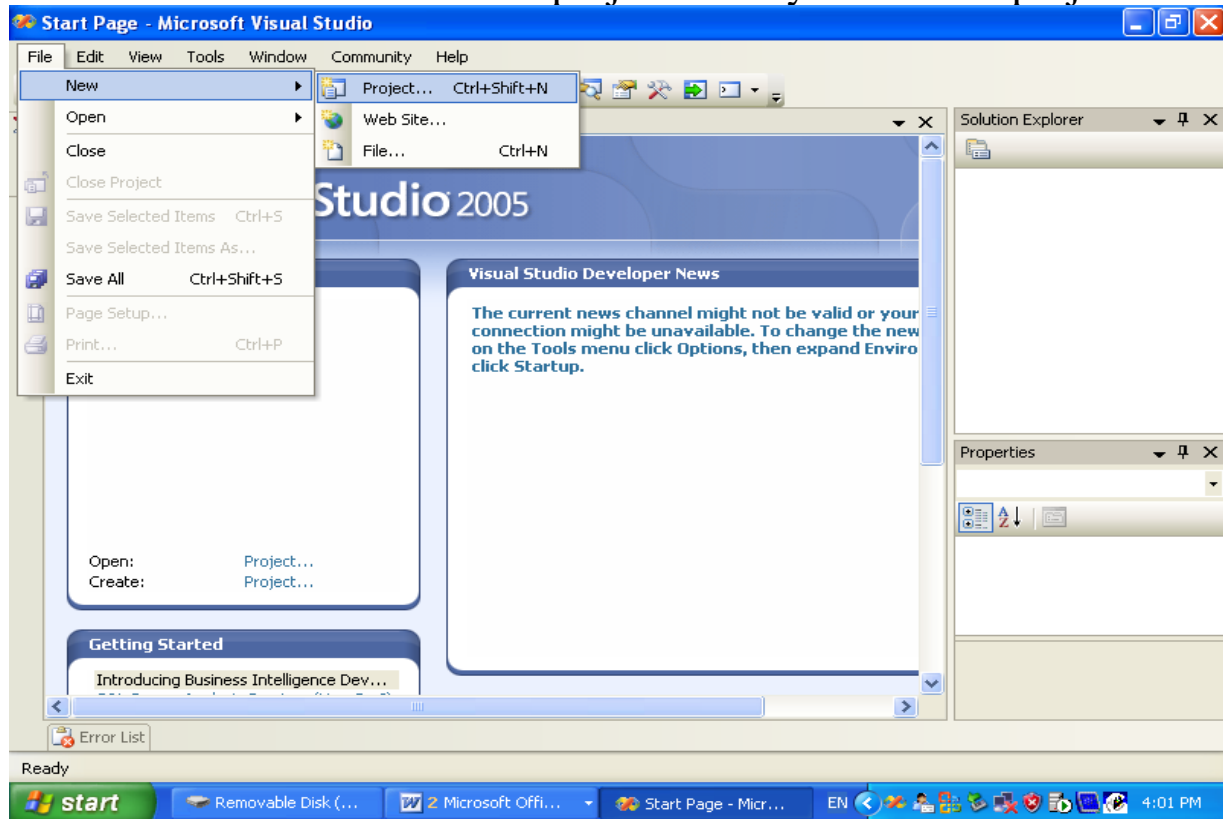 Start Page - Microsoft Visual Studio
File Edit View Tools Window Community Help
New
Open
Close
Close Project
Save Selected Items Ctrl+S
Save Selected Items As...
Save All Ctrl+Shift+S
Page Setup...
Print... Ctrl+P
Exit
Project... Ctrl+Shift+N
Web Site...
File... Ctrl+N
Studio 2005
Visual Studio Developer News
The current news channel might not be valid or your
connection might be unavailable. To change the new
on the Tools menu click Options, then expand Enviro
click Startup.
Open: Project...
Create: Project...
Getting Started
Introducing Business Intelligence Dev...
Solution Explorer
Properties
Error List
Ready
start
Removable Disk (...
2 Microsoft Offi...
Start Page - Micr...
EN
4:01 PM